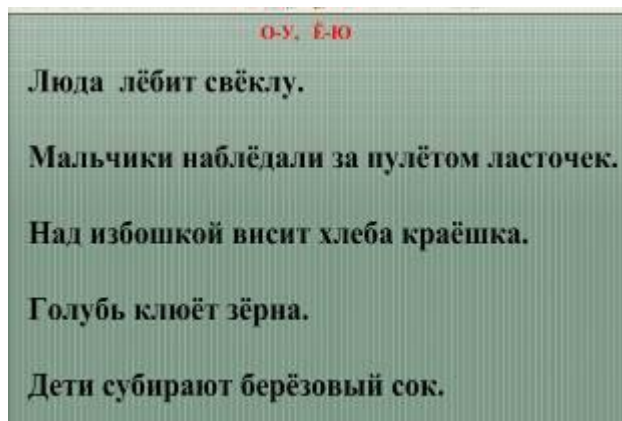 О-У, Ё-Ю
Люда лёбит свёклу.
Мальчики наблёдали за пулётом ласточек.
Над избошкой висит хлеба краёшка.
Голубь клюёт зёрна.
Дети субирают берёзовый сок.